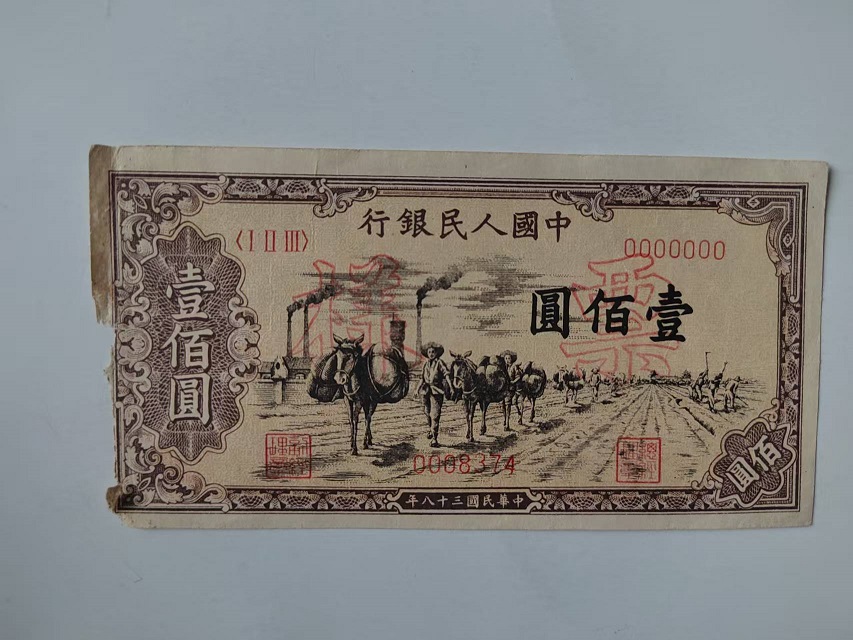 行銀民人國中
〈I II III〉
0000000
樣票
圓佰壹
壹佰圓
0008374
佰圓
年八十三國民華中